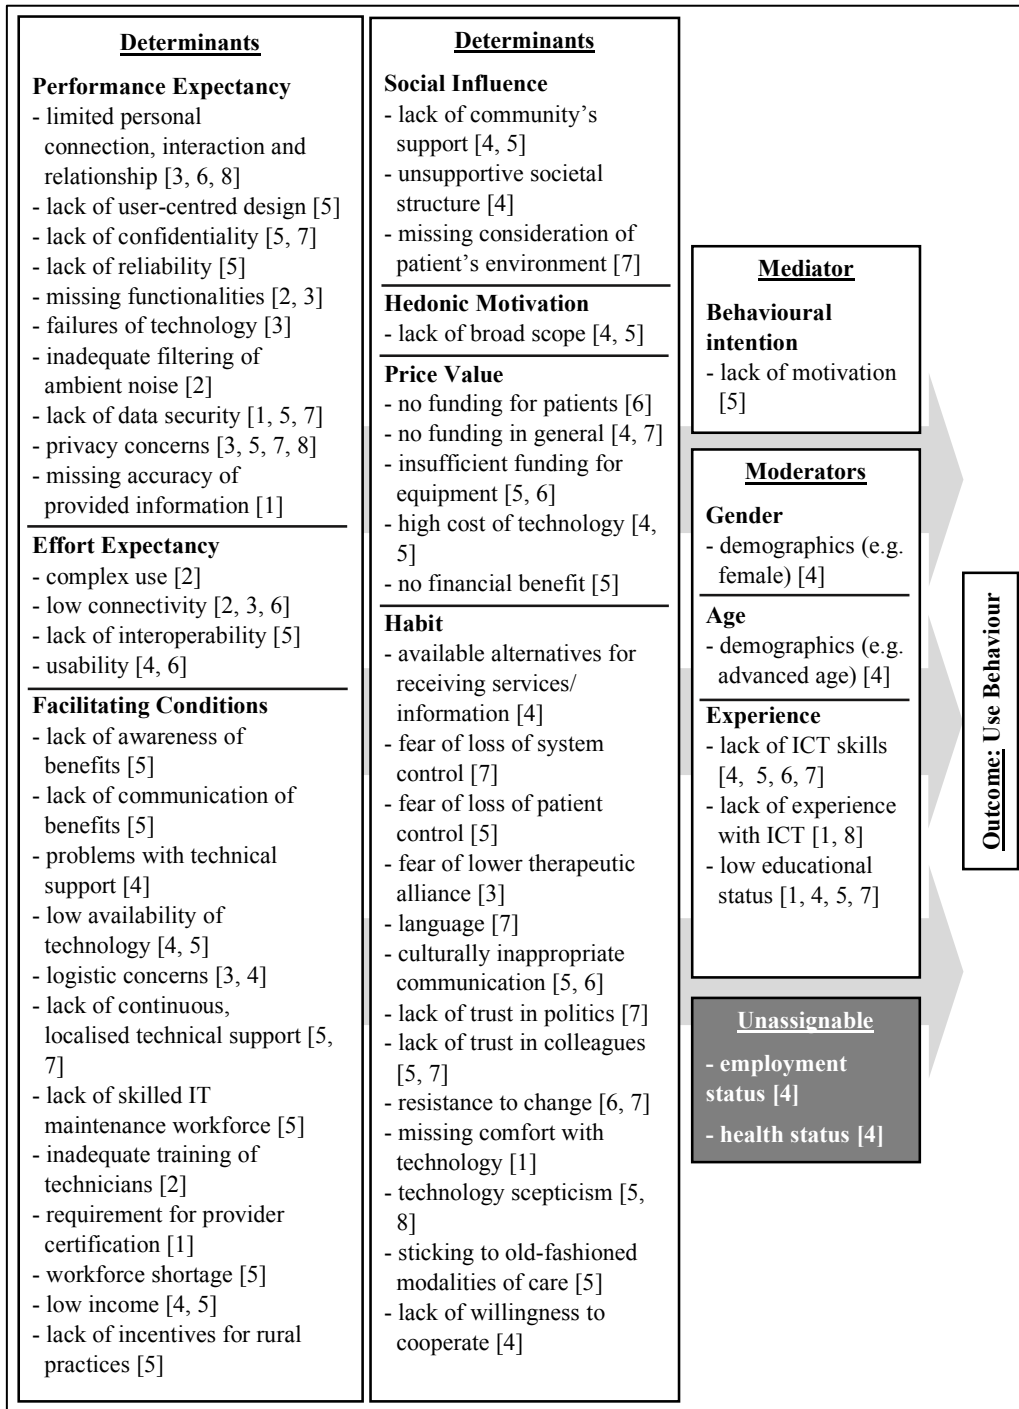 Determinants
Performance Expectancy
- limited personal
connection, interaction and
relationship [3, 6, 8]
- lack of user-centred design [5]
- lack of confidentiality [5, 7]
- lack of reliability [5]
- missing functionalities [2, 3]
- failures of technology [3]
- inadequate filtering of
ambient noise [2]
- lack of data security [1, 5, 7]
- privacy concerns [3, 5, 7, 8]
- missing accuracy of
provided information [1]
Effort Expectancy
- complex use [2]
- low connectivity [2, 3, 6]
- lack of interoperability [5]
- usability [4, 6]
Facilitating Conditions
- lack of awareness of
benefits [5]
- lack of communication of
benefits [5]
- problems with technical
support [4]
- low availability of
technology [4, 5]
- logistic concerns [3, 4]
- lack of continuous,
localised technical support [5,
7]
- lack of skilled IT
maintenance workforce [5]
- inadequate training of
technicians [2]
- requirement for provider
certification [1]
- workforce shortage [5]
- low income [4, 5]
- lack of incentives for rural
practices [5]
Determinants
Social Influence
- lack of community's
support [4, 5]
- unsupportive societal
structure [4]
- missing consideration of
patient's environment [7]
Hedonic Motivation
- lack of broad scope [4, 5]
Price Value
- no funding for patients [6]
- no funding in general [4, 7]
- insufficient funding for
equipment [5, 6]
- high cost of technology [4,
5]
- no financial benefit [5]
Habit
- available alternatives for
receiving services/
information [4]
- fear of loss of system
control [7]
- fear of loss of patient
control [5]
- fear of lower therapeutic
alliance [3]
- language [7]
- culturally inappropriate
communication [5, 6]
- lack of trust in politics [7]
- lack of trust in colleagues
[5, 7]
- resistance to change [6, 7]
- missing comfort with
technology [1]
- technology scepticism [5,
8]
- sticking to old-fashioned
modalities of care [5]
- lack of willingness to
cooperate [4]
Mediator
Behavioural
intention
- lack of motivation
[5]
Moderators
Gender
- demographics (e.g.
female) [4]
Age
- demographics (e.g.
advanced age) [4]
Experience
- lack of ICT skills
[4, 5, 6, 7]
- lack of experience
with ICT [1, 8]
- low educational
status [1, 4, 5, 7]
Unassignable
- employment
status [4]
- health status [4]
Outcome: Use Behaviour